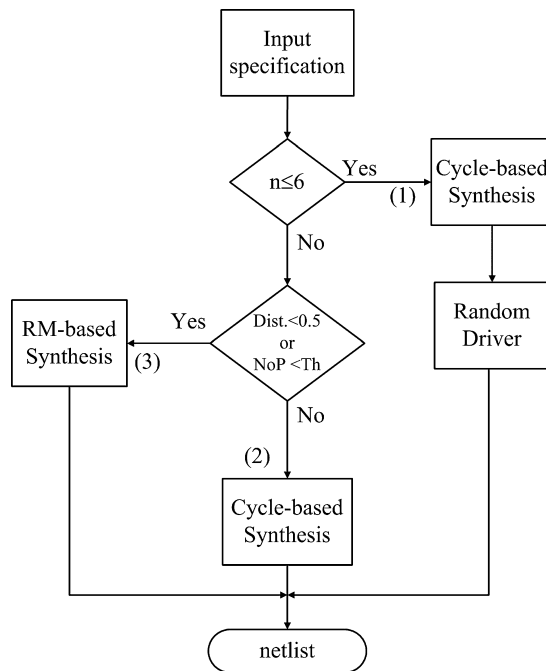 Input
specification
n≤6
Yes
(1)
Cycle-based
Synthesis
No
Random
Driver
Dist.<0.5
or
NoP <Th
Yes
(3)
RM-based
Synthesis
No
(2)
Cycle-based
Synthesis
netlist